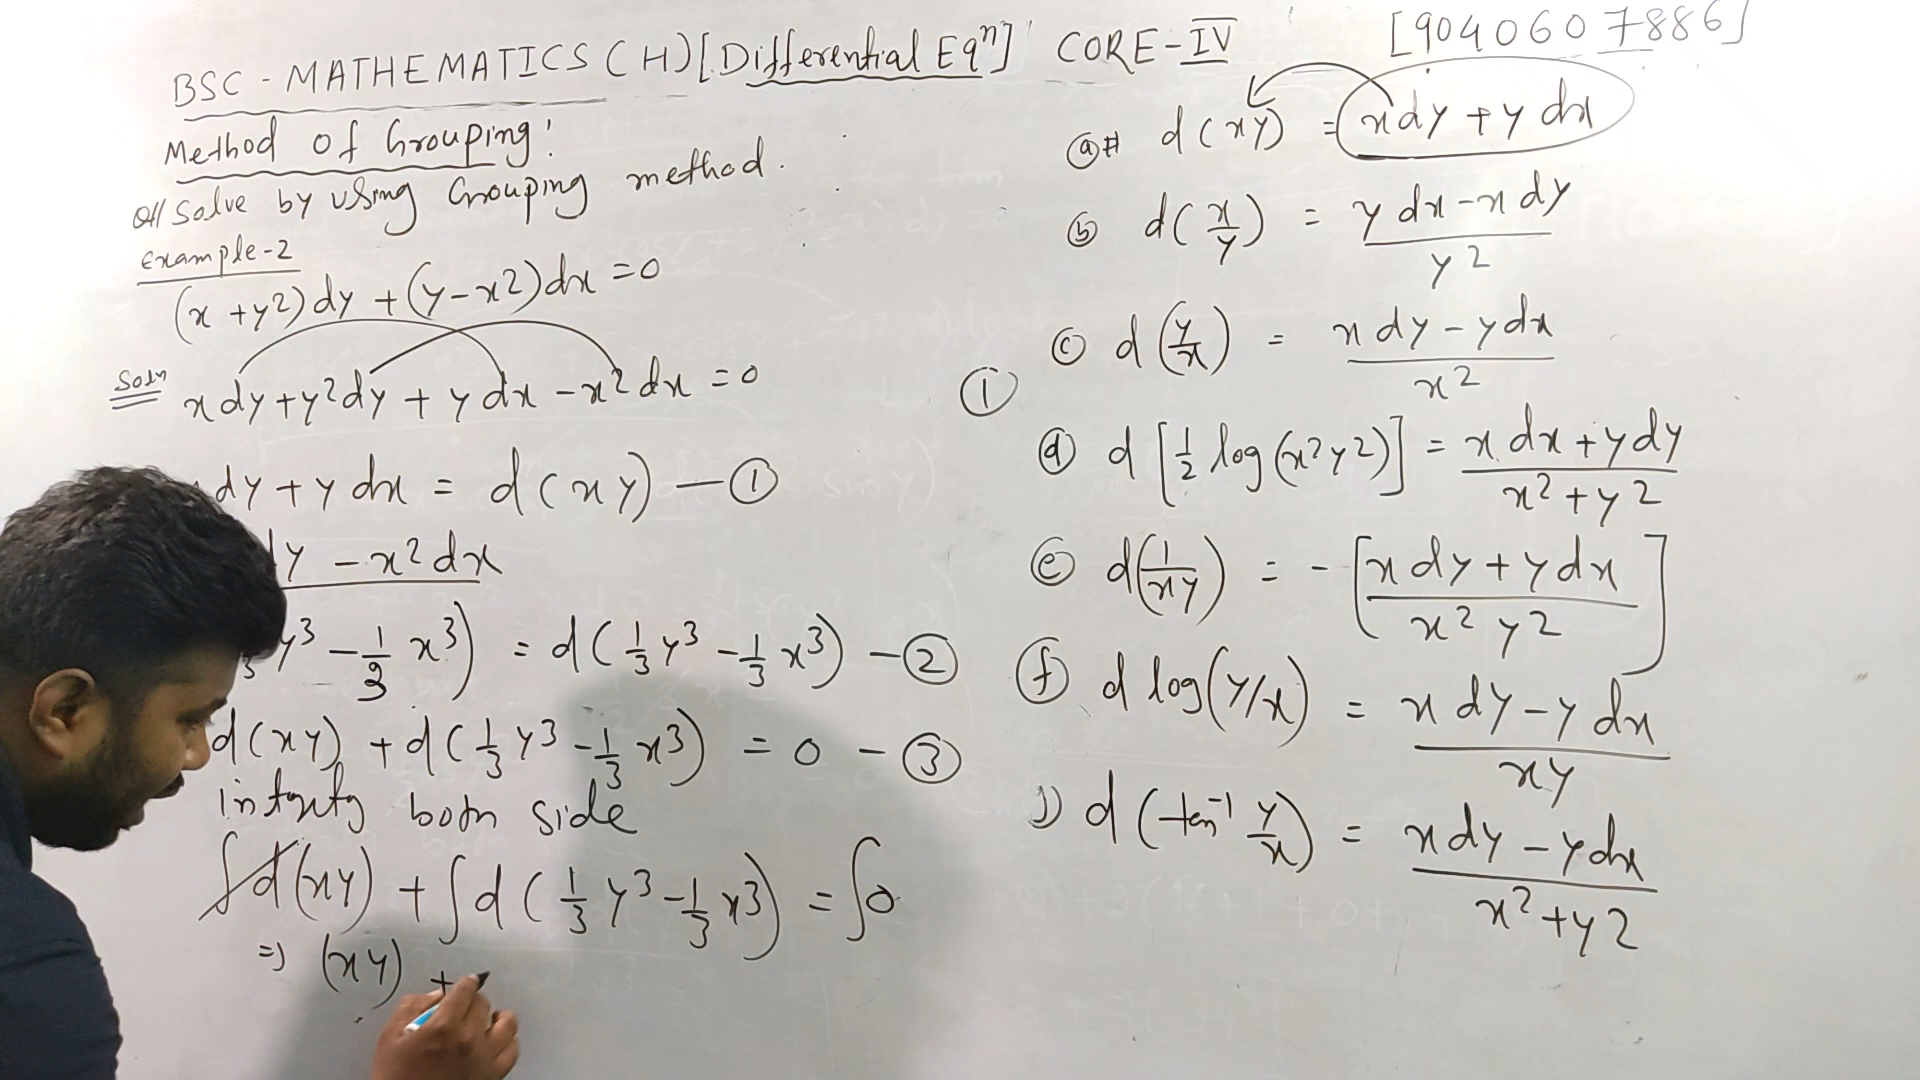 BSC - MATHEMATICS (H) [Differential Eqⁿ] CORE-IV
[9040607886]
Method of Grouping:
Q// Solve by using Grouping method.
Example-2
(x + y²) dy + (y - x²) dx = 0
Solⁿ x dy + y² dy + y dx - x² dx = 0
dy + y dx = d(xy) — ①
dy - x² dx
y³ - 1/3 x³) = d(1/3 y³ - 1/3 x³) — ②
d(xy) + d(1/3 y³ - 1/3 x³) = 0 — ③
both side
∫d(xy) + ∫d(1/3 y³ - 1/3 x³) = ∫0
⇒ (xy) +
①
ⓐ# d(xy) = x dy + y dx
ⓑ d(x/y) = (y dx - x dy)/y²
ⓒ d(y/x) = (x dy - y dx)/x²
ⓓ d[1/2 log(x² y²)] = (x dx + y dy)/(x² + y²)
ⓔ d(1/xy) = -[(x dy + y dx)/(x² y²)]
ⓕ d log(y/x) = (x dy - y dx)/(xy)
d(tan⁻¹ y/x) = (x dy - y dx)/(x² + y²)